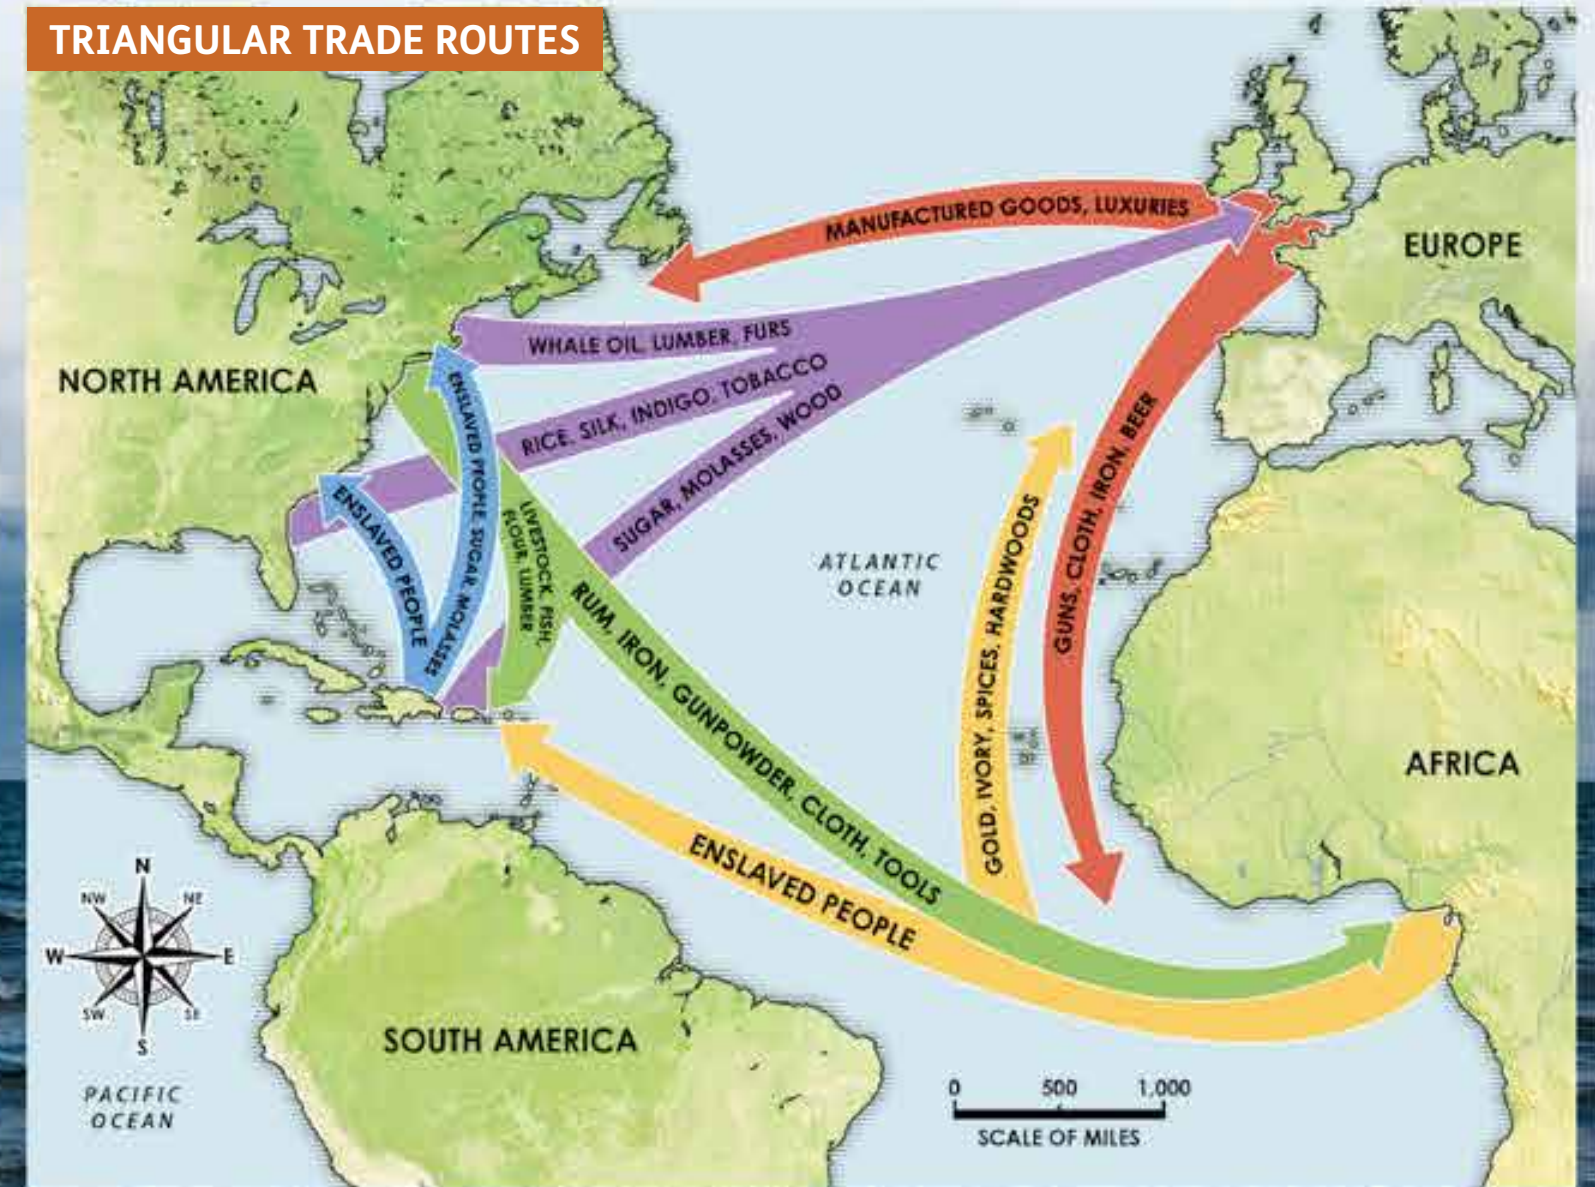 TRIANGULAR TRADE ROUTES
MANUFACTURED GOODS, LUXURIES
EUROPE
WHALE OIL, LUMBER, FURS
NORTH AMERICA
RICE, SILK, INDIGO, TOBACCO
SUGAR, MOLASSES, WOOD
ENSLAVED PEOPLE, SUGAR, MOLASSES
ENSLAVED PEOPLE
LIVESTOCK, FISH,
FLOUR, LUMBER
GUNS, CLOTH, IRON, BEER
GOLD, IVORY, SPICES, HARDWOODS
ATLANTIC
OCEAN
RUM, IRON, GUNPOWDER, CLOTH, TOOLS
AFRICA
ENSLAVED PEOPLE
N
NW
NE
W
E
SW
SE
S
SOUTH AMERICA
PACIFIC
OCEAN
0 500 1,000
SCALE OF MILES